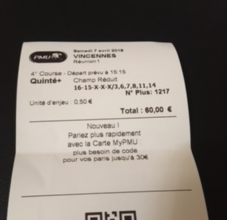 PMU
Samedi 7 avril 2018
VINCENNES
Réunion 1
4° Course - Départ prévu à 16:15
Quinté+ Champ Réduit
16-15-X-X-X/3,6,7,8,11,14
N° Plus: 1217
Unité d'enjeu : 0,50 €
Total : 60,00 €
Nouveau !
Pariez plus rapidement
avec la Carte MyPMU
plus besoin de code
pour vos paris jusqu'à 30€